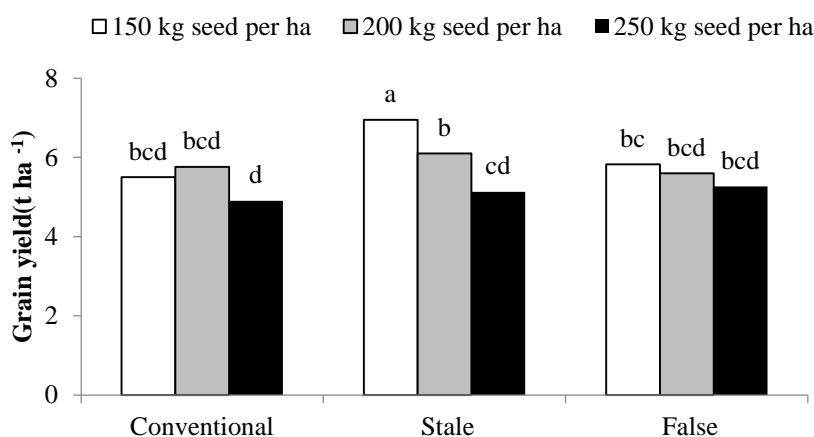 150 kg seed per ha 200 kg seed per ha 250 kg seed per ha
Grain yield(t ha -1)
8
6
4
2
0
bcd bcd d
a b cd
bc bcd bcd
Conventional Stale False